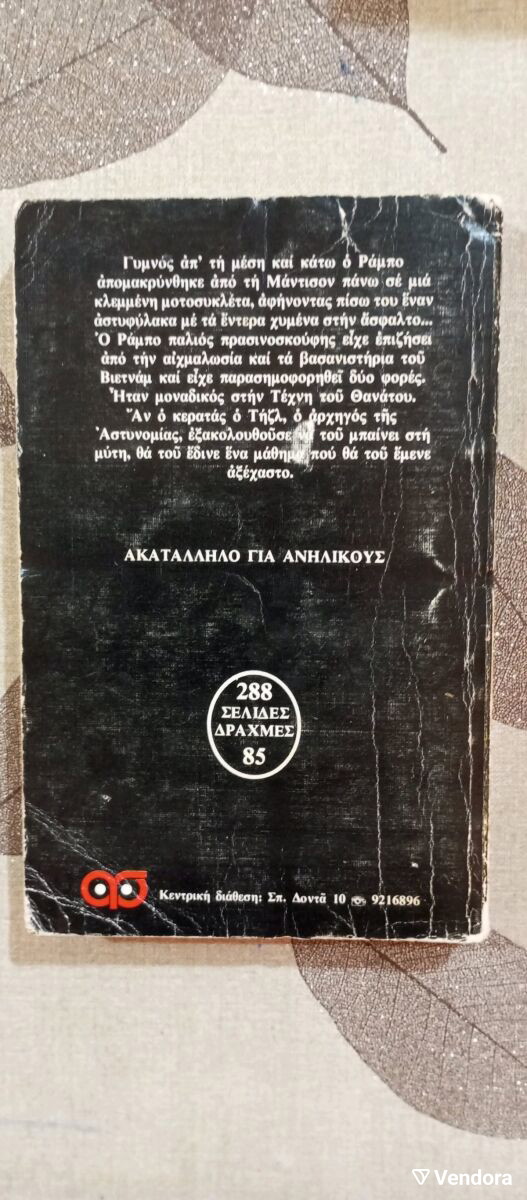 Γυμνός ἀπ' τή μέση καί κάτω ὁ Ράμπο
ἀπομακρύνθηκε ἀπό τή Μάντισον πάνω σέ μιά
κλεμμένη μοτοσυκλέτα, ἀφήνοντας πίσω του ἕναν
ἀστυφύλακα μέ τά ἔντερα χυμένα στήν ἄσφαλτο...
Ὁ Ράμπο παλιός πρασινοσκούφης εἶχε ἐπιζήσει
ἀπό τήν αἰχμαλωσία καί τά βασανιστήρια τοῦ
Βιετνάμ καί εἶχε παρασημοφορηθεῖ δύο φορές.
Ἦταν μοναδικός στήν Τέχνη τοῦ Θανάτου.
Ἄν ὁ κερατάς ὁ Τήζλ, ὁ ἀρχηγός τῆς
Ἀστυνομίας, ἐξακολουθοῦσε νά τοῦ μπαίνει στή
μύτη, θά τοῦ ἔδινε ἕνα μάθημα πού θά τοῦ ἔμενε
ἀξέχαστο.
ΑΚΑΤΑΛΛΗΛΟ ΓΙΑ ΑΝΗΛΙΚΟΥΣ
288
ΣΕΛΙΔΕΣ
ΔΡΑΧΜΕΣ
85
Κεντρική διάθεση: Σπ. Δοντᾶ 10 ☎ 9216896
Vendora